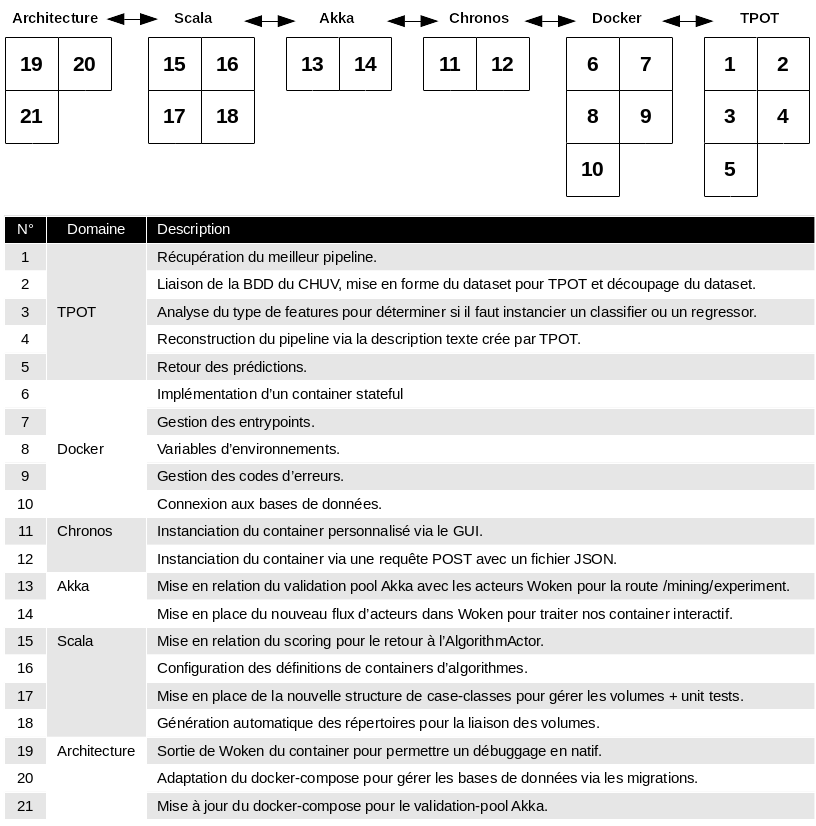 Architecture Scala Akka Chronos Docker TPOT
19 20 15 16 13 14 11 12 6 7 1 2
21 17 18 8 9 3 4
10 5
N° Domaine Description
1 Récupération du meilleur pipeline.
2 Liaison de la BDD du CHUV, mise en forme du dataset pour TPOT et découpage du dataset.
3 TPOT Analyse du type de features pour déterminer si il faut instancier un classifier ou un regressor.
4 Reconstruction du pipeline via la description texte crée par TPOT.
5 Retour des prédictions.
6 Implémentation d’un container stateful
7 Gestion des entrypoints.
8 Docker Variables d’environnements.
9 Gestion des codes d’erreurs.
10 Connexion aux bases de données.
11 Chronos Instanciation du container personnalisé via le GUI.
12 Instanciation du container via une requête POST avec un fichier JSON.
13 Akka Mise en relation du validation pool Akka avec les acteurs Woken pour la route /mining/experiment.
14 Mise en place du nouveau flux d’acteurs dans Woken pour traiter nos container interactif.
15 Scala Mise en relation du scoring pour le retour à l’AlgorithmActor.
16 Configuration des définitions de containers d’algorithmes.
17 Mise en place de la nouvelle structure de case-classes pour gérer les volumes + unit tests.
18 Génération automatique des répertoires pour la liaison des volumes.
19 Architecture Sortie de Woken du container pour permettre un débuggage en natif.
20 Adaptation du docker-compose pour gérer les bases de données via les migrations.
21 Mise à jour du docker-compose pour le validation-pool Akka.